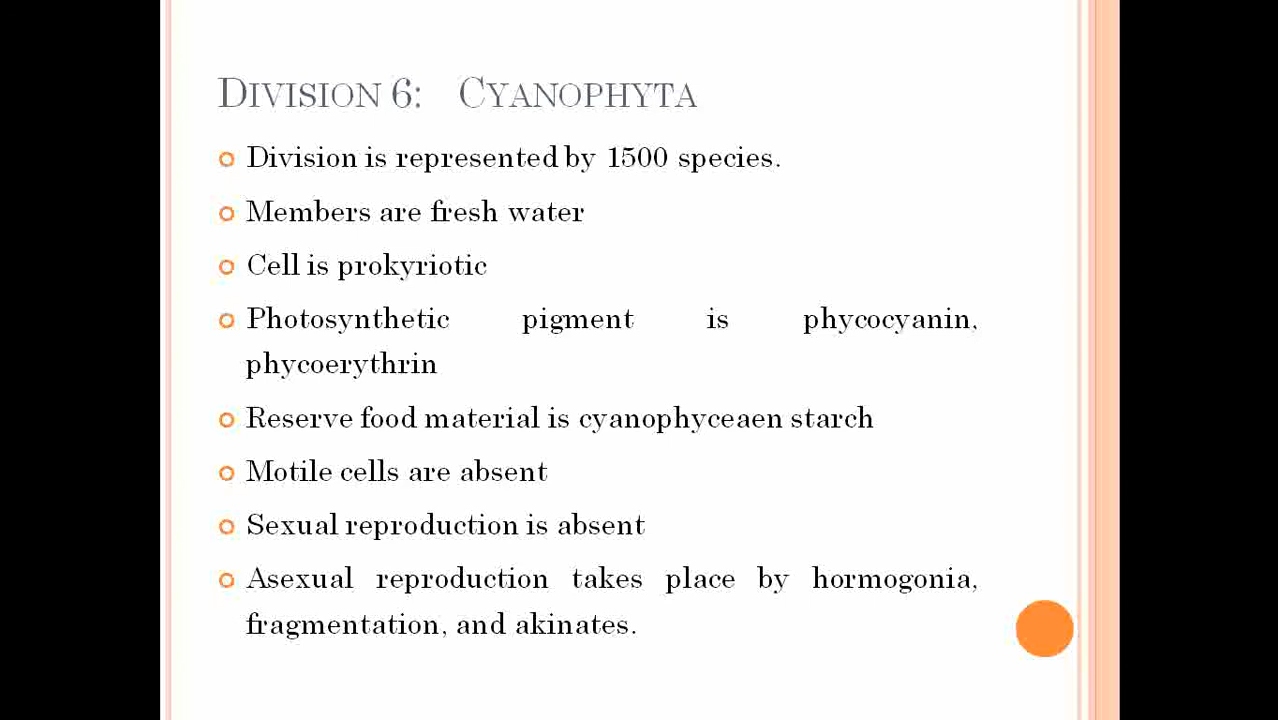 DIVISION 6: CYANOPHYTA
Division is represented by 1500 species.
Members are fresh water
Cell is prokyriotic
Photosynthetic pigment is phycocyanin,
phycoerythrin
Reserve food material is cyanophyceaen starch
Motile cells are absent
Sexual reproduction is absent
Asexual reproduction takes place by hormogonia,
fragmentation, and akinates.